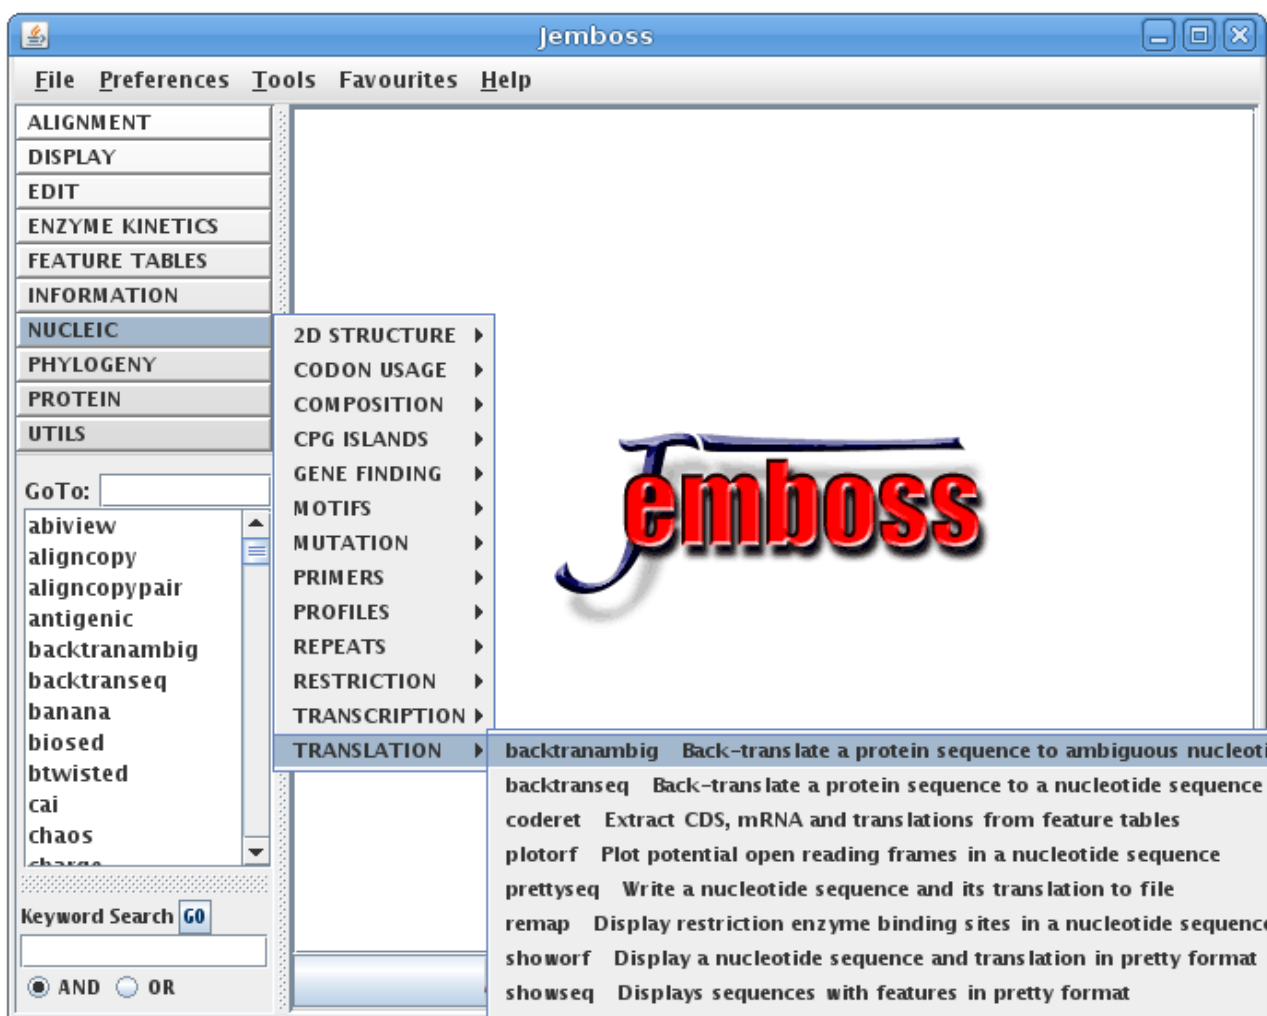 Jemboss
File Preferences Tools Favourites Help
ALIGNMENT
DISPLAY
EDIT
ENZYME KINETICS
FEATURE TABLES
INFORMATION
NUCLEIC
PHYLOGENY
PROTEIN
UTILS
GoTo:
abiview
aligncopy
aligncopypair
antigenic
backtranambig
backtranseq
banana
biosed
btwisted
cai
chaos
charge
Keyword Search GO
AND OR
2D STRUCTURE
CODON USAGE
COMPOSITION
CPG ISLANDS
GENE FINDING
MOTIFS
MUTATION
PRIMERS
PROFILES
REPEATS
RESTRICTION
TRANSCRIPTION
TRANSLATION
backtranambig Back-translate a protein sequence to ambiguous nucleoti
backtranseq Back-translate a protein sequence to a nucleotide sequence
coderet Extract CDS, mRNA and translations from feature tables
plotorf Plot potential open reading frames in a nucleotide sequence
prettyseq Write a nucleotide sequence and its translation to file
remap Display restriction enzyme binding sites in a nucleotide sequence
showorf Display a nucleotide sequence and translation in pretty format
showseq Displays sequences with features in pretty format
Jemboss